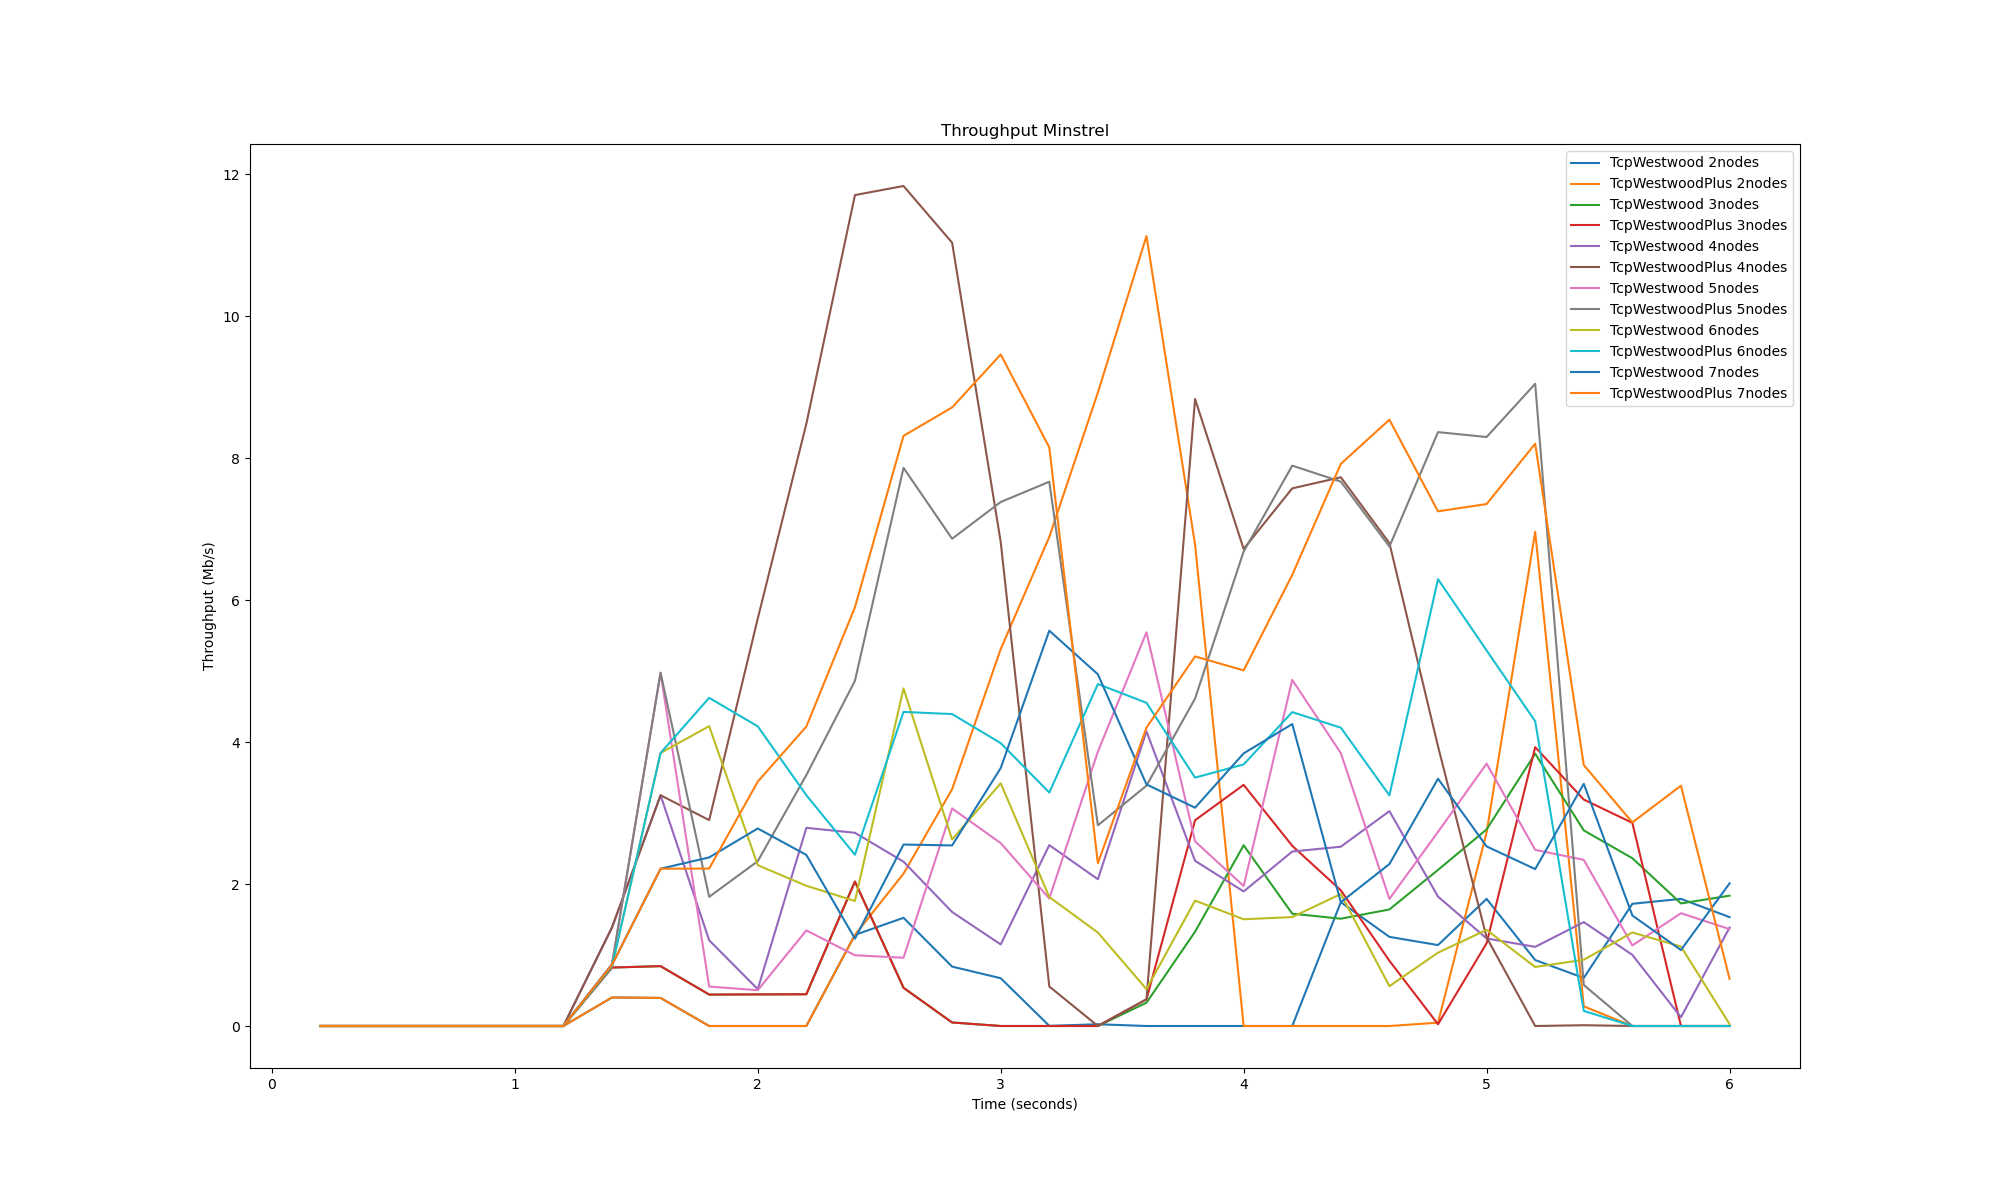 Throughput Minstrel
12
10
8
6
4
2
0
Throughput (Mb/s)
0 1 2 3 4 5 6
Time (seconds)
TcpWestwood 2nodes
TcpWestwoodPlus 2nodes
TcpWestwood 3nodes
TcpWestwoodPlus 3nodes
TcpWestwood 4nodes
TcpWestwoodPlus 4nodes
TcpWestwood 5nodes
TcpWestwoodPlus 5nodes
TcpWestwood 6nodes
TcpWestwoodPlus 6nodes
TcpWestwood 7nodes
TcpWestwoodPlus 7nodes